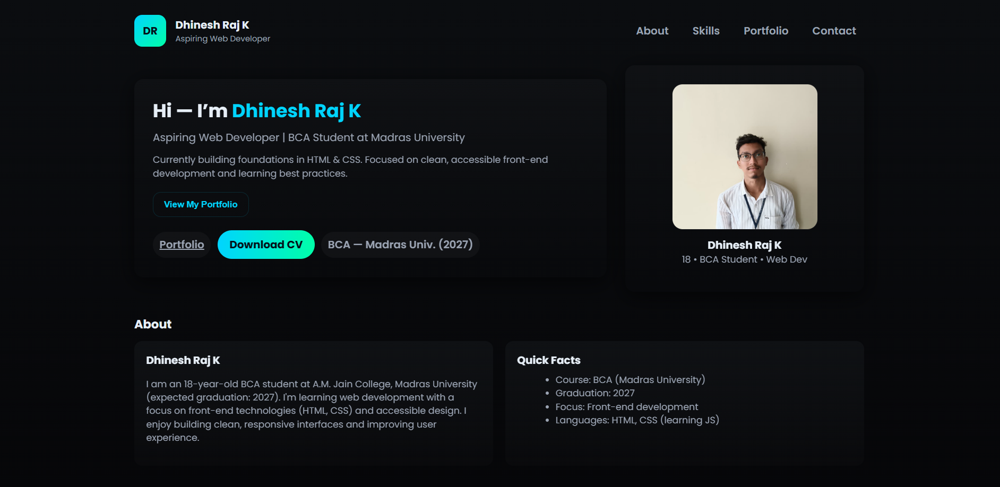 DR
Dhinesh Raj K
Aspiring Web Developer
About
Skills
Portfolio
Contact
Hi — I’m Dhinesh Raj K
Aspiring Web Developer | BCA Student at Madras University
Currently building foundations in HTML & CSS. Focused on clean, accessible front-end
development and learning best practices.
View My Portfolio
Portfolio
Download CV
BCA — Madras Univ. (2027)
Dhinesh Raj K
18 • BCA Student • Web Dev
About
Dhinesh Raj K
I am an 18-year-old BCA student at A.M. Jain College, Madras University
(expected graduation: 2027). I'm learning web development with a
focus on front-end technologies (HTML, CSS) and accessible design. I
enjoy building clean, responsive interfaces and improving user
experience.
Quick Facts
• Course: BCA (Madras University)
• Graduation: 2027
• Focus: Front-end development
• Languages: HTML, CSS (learning JS)